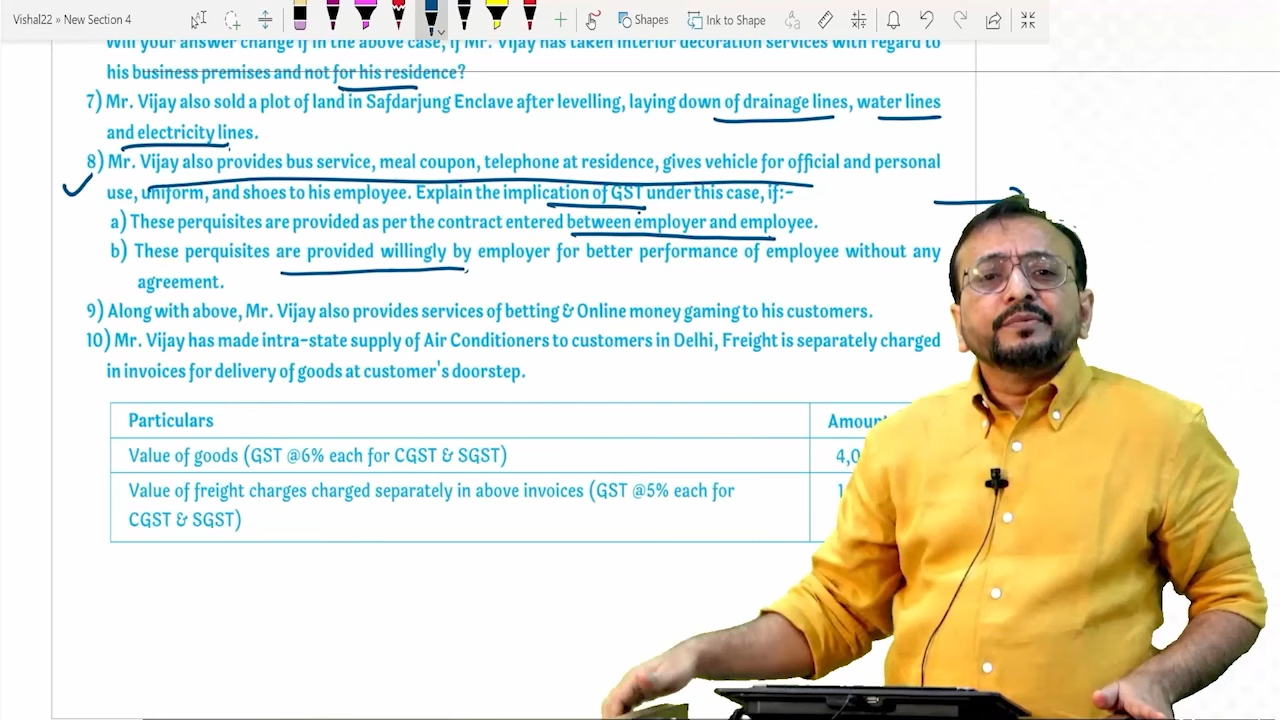 Vishal22 » New Section 4
Shapes
Ink to Shape
Will your answer change if in the above case, if Mr. Vijay has taken interior decoration services with regard to
his business premises and not for his residence?
7) Mr. Vijay also sold a plot of land in Safdarjung Enclave after levelling, laying down of drainage lines, water lines
and electricity lines.
8) Mr. Vijay also provides bus service, meal coupon, telephone at residence, gives vehicle for official and personal
use, uniform, and shoes to his employee. Explain the implication of GST under this case, if:-
a) These perquisites are provided as per the contract entered between employer and employee.
b) These perquisites are provided willingly by employer for better performance of employee without any
agreement.
9) Along with above, Mr. Vijay also provides services of betting & Online money gaming to his customers.
10) Mr. Vijay has made intra-state supply of Air Conditioners to customers in Delhi, Freight is separately charged
in invoices for delivery of goods at customer's doorstep.
Particulars
Value of goods (GST @6% each for CGST & SGST)
Value of freight charges charged separately in above invoices (GST @5% each for
CGST & SGST)